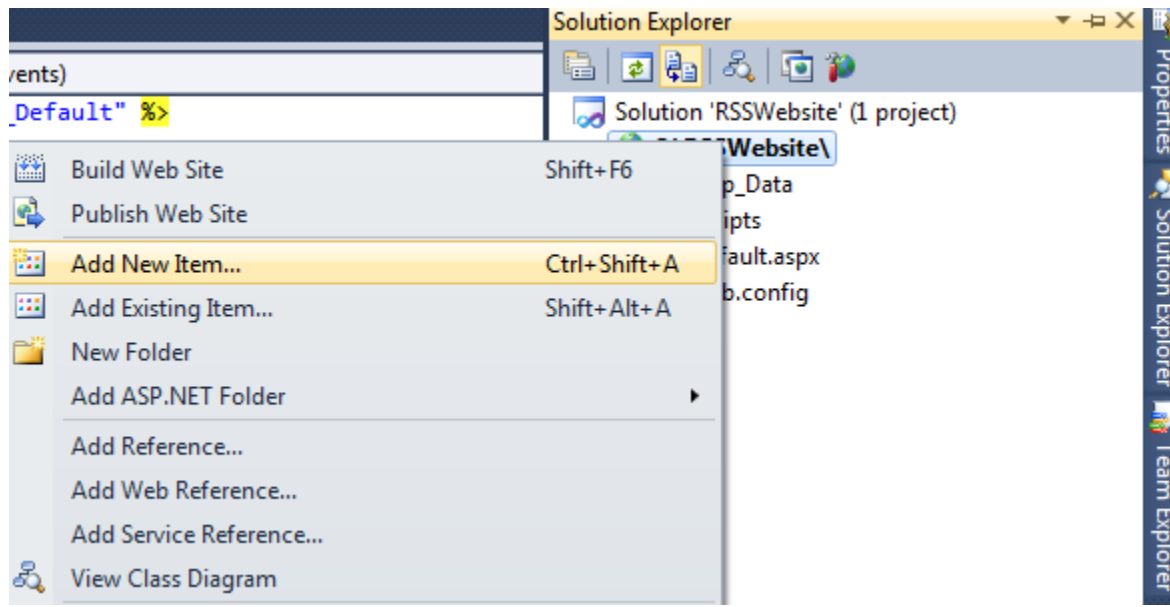 Solution Explorer
vents)
_Default" %>
Solution 'RSSWebsite' (1 project)
Website\
p_Data
ipts
fault.aspx
b.config
Build Web Site Shift+F6
Publish Web Site
Add New Item... Ctrl+Shift+A
Add Existing Item... Shift+Alt+A
New Folder
Add ASP.NET Folder
Add Reference...
Add Web Reference...
Add Service Reference...
View Class Diagram
Properties
Solution Explorer
Team Explorer